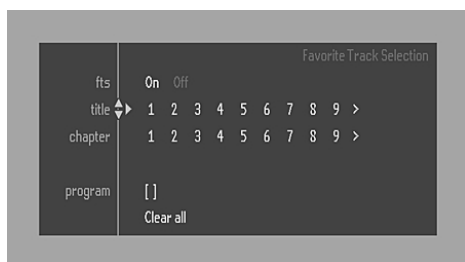 Favorite Track Selection
fts On Off
title 1 2 3 4 5 6 7 8 9 >
chapter 1 2 3 4 5 6 7 8 9 >
program [ ]
Clear all